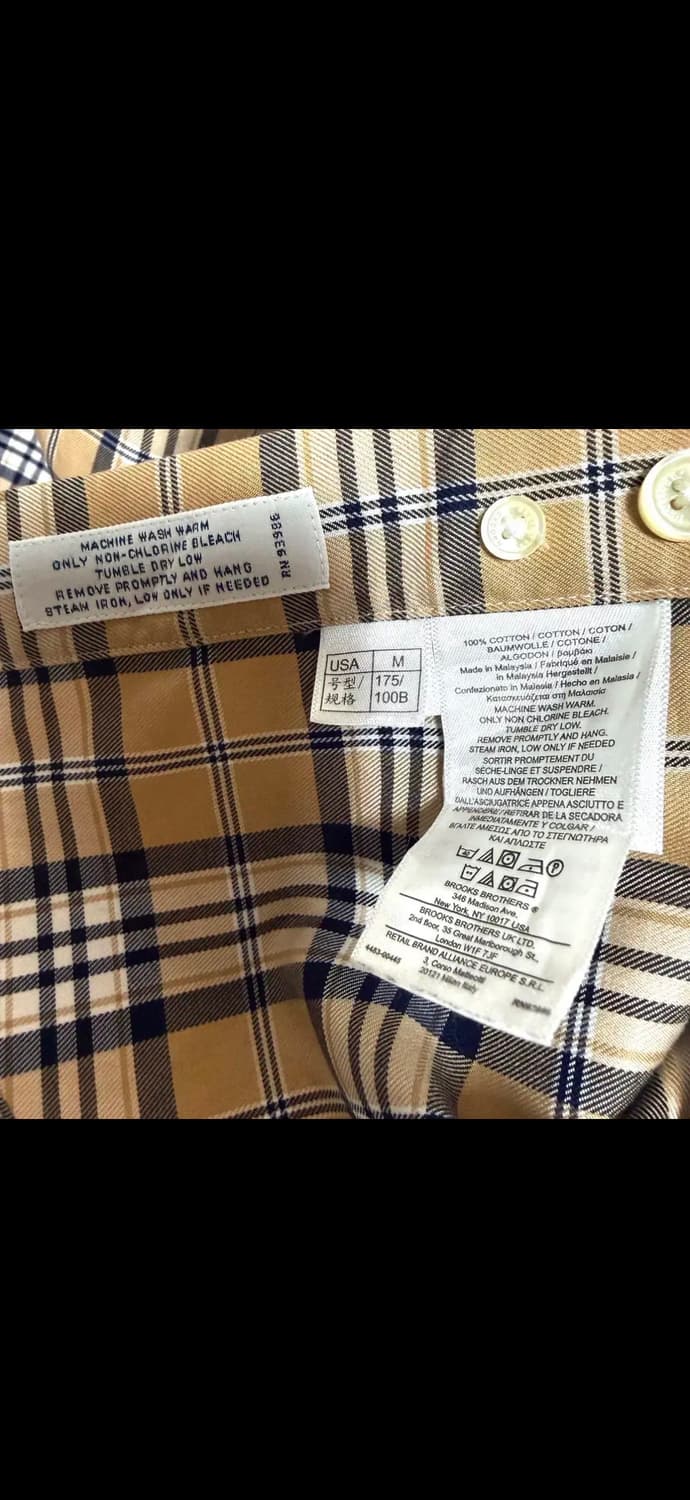 MACHINE WASH WARM
ONLY NON-CHLORINE BLEACH
TUMBLE DRY LOW
REMOVE PROMPTLY AND HANG
STEAM IRON, LOW ONLY IF NEEDED
RN 93986
USA M
号型/ 175/
规格 100B
100% COTTON / COTTON / COTON /
BAUMWOLLE / COTONE /
ALGODON / βαμβάκι
Made in Malaysia / Fabriqué en Malaisie /
in Malaysia Hergestellt /
Confezionato in Malesia / Hecho en Malasia /
Κατασκευάζεται στη Μαλαισία
MACHINE WASH WARM.
ONLY NON CHLORINE BLEACH.
TUMBLE DRY LOW.
REMOVE PROMPTLY AND HANG.
STEAM IRON, LOW ONLY IF NEEDED
SORTIR PROMPTEMENT DU
SÈCHE-LINGE ET SUSPENDRE /
RASCH AUS DEM TROCKNER NEHMEN
UND AUFHÄNGEN / TOGLIERE
DALL'ASCIUGATRICE APPENA ASCIUTTO E
APPENDERE / RETIRAR DE LA SECADORA
INMEDIATAMENTE Y COLGAR /
ΒΓΑΛΤΕ ΑΜΕΣΩΣ ΑΠΟ ΤΟ ΣΤΕΓΝΩΤΗΡΑ
ΚΑΙ ΑΠΛΩΣΤΕ
BROOKS BROTHERS ®
346 Madison Ave,
New York, NY 10017 USA
BROOKS BROTHERS UK LTD.
2nd floor, 35 Great Marlborough St.,
London W1F 7JF
RETAIL BRAND ALLIANCE EUROPE S.R.L
3, Corso Matteotti
20121 Milan Italy
4483-00445